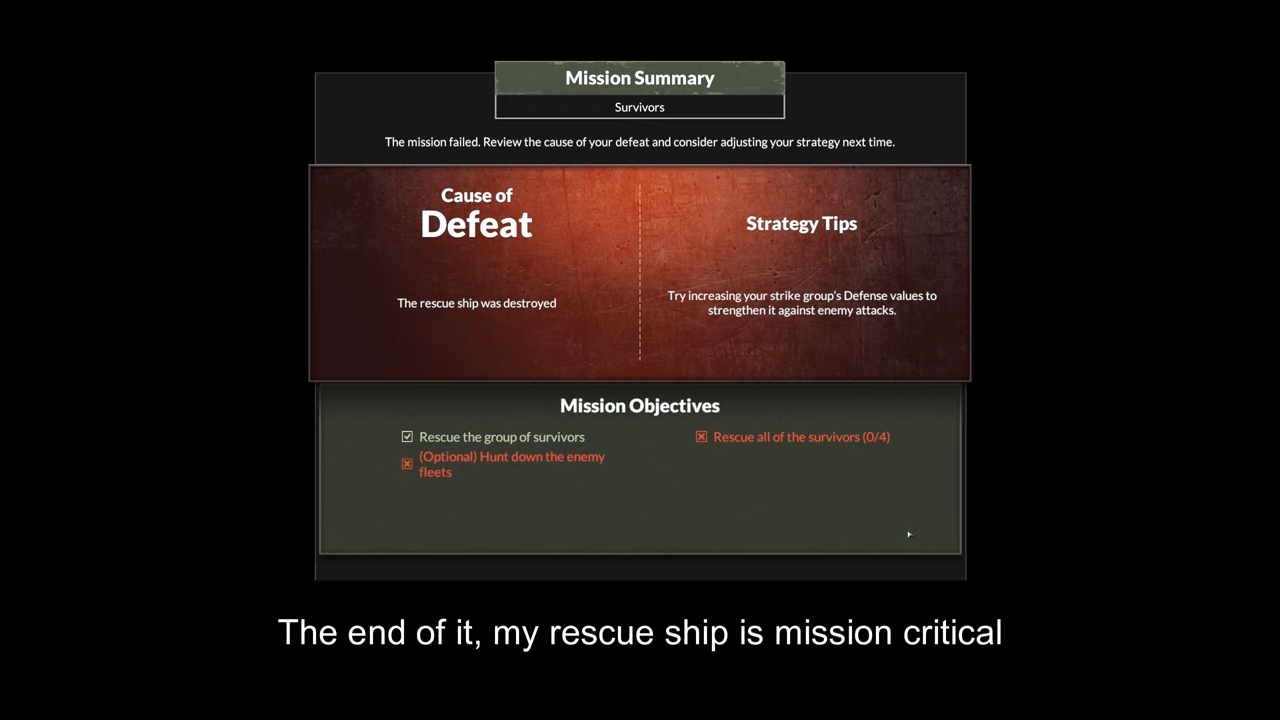 Mission Summary
Survivors
The mission failed. Review the cause of your defeat and consider adjusting your strategy next time.
Cause of
Defeat
The rescue ship was destroyed
Strategy Tips
Try increasing your strike group's Defense values to
strengthen it against enemy attacks.
Mission Objectives
Rescue the group of survivors
(Optional) Hunt down the enemy
fleets
Rescue all of the survivors (0/4)
The end of it, my rescue ship is mission critical